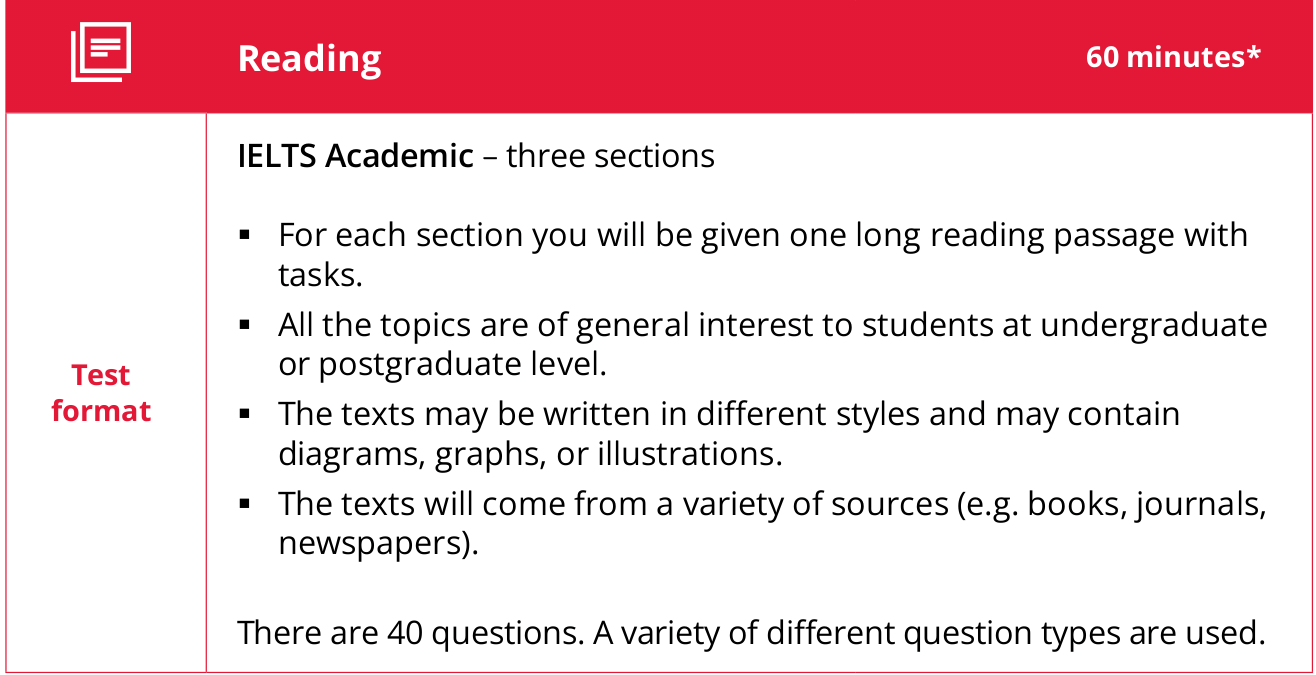 Reading
60 minutes*
Test
format
IELTS Academic – three sections
▪ For each section you will be given one long reading passage with
tasks.
▪ All the topics are of general interest to students at undergraduate
or postgraduate level.
▪ The texts may be written in different styles and may contain
diagrams, graphs, or illustrations.
▪ The texts will come from a variety of sources (e.g. books, journals,
newspapers).
There are 40 questions. A variety of different question types are used.